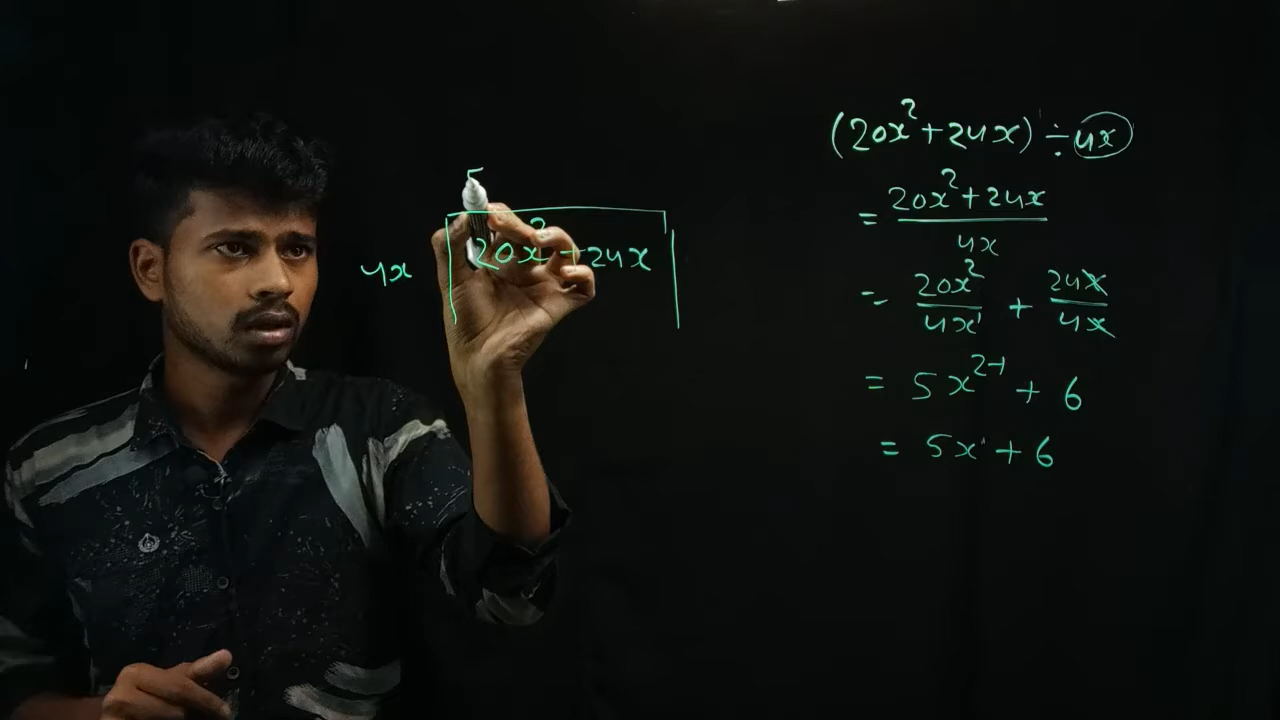 5
4x 20x² + 24x
(20x² + 24x) ÷ 4x
= 20x² + 24x / 4x
= 20x² / 4x¹ + 24x / 4x
= 5x²⁻¹ + 6
= 5x¹ + 6